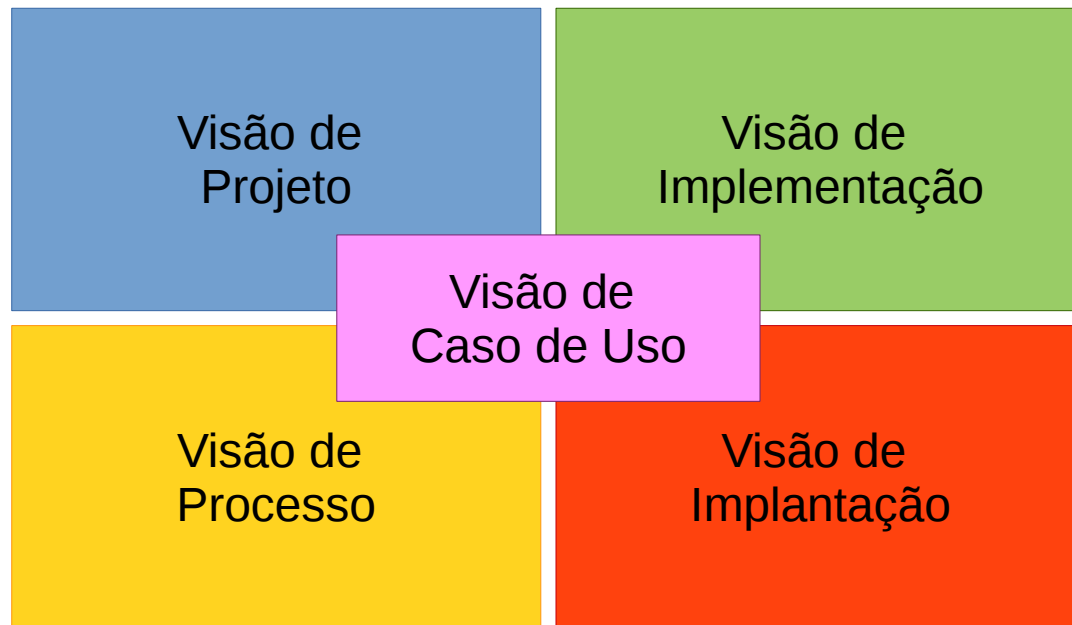 Visão de
Projeto
Visão de
Implementação
Visão de
Caso de Uso
Visão de
Processo
Visão de
Implantação